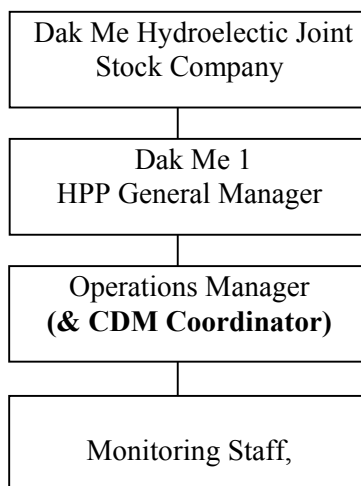 Dak Me Hydroelectic Joint
Stock Company
Dak Me 1
HPP General Manager
Operations Manager
(& CDM Coordinator)
Monitoring Staff,